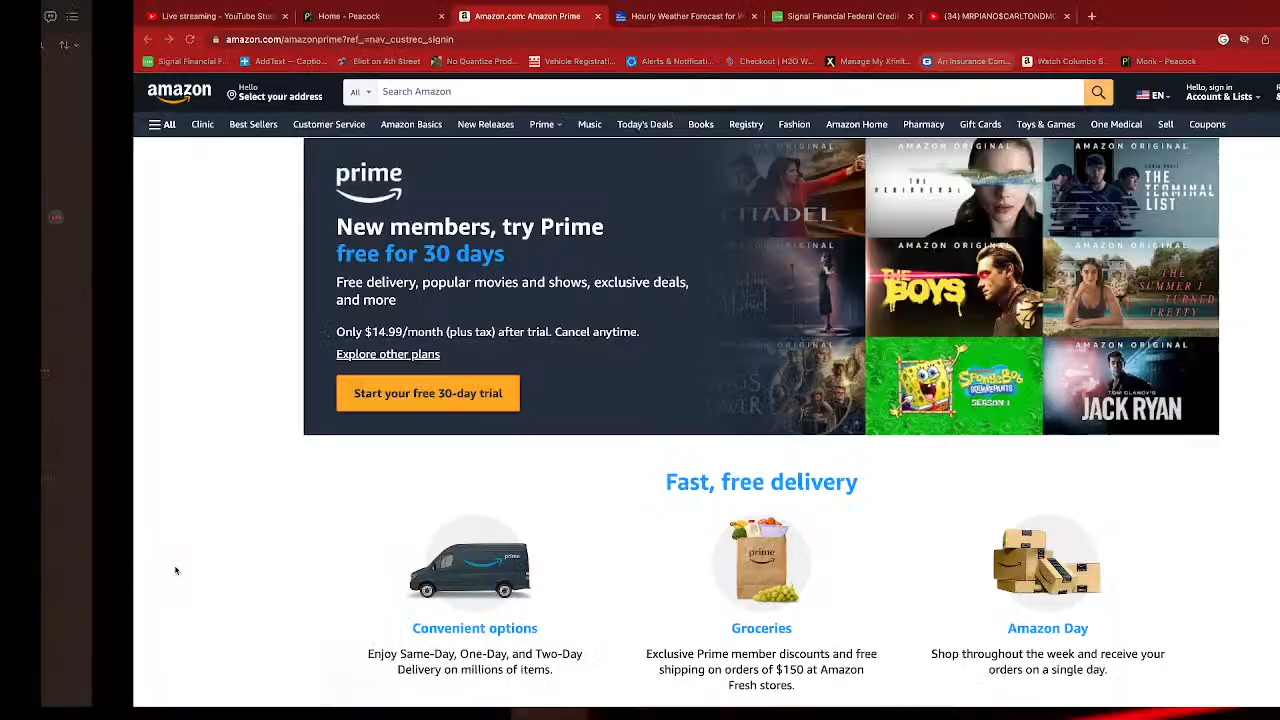 Live streaming - YouTube Stud
Home - Peacock
Amazon.com: Amazon Prime
Hourly Weather Forecast for W
Signal Financial Federal Credi
(34) MRPIANO$CARLTONDMC
amazon.com/amazonprime?ref_=nav_custrec_signin
Signal Financial F...
AddText — Captio...
Eliot on 4th Street
No Quantize Prod...
Vehicle Registrati...
Alerts & Notificati...
Checkout | H2O W...
Manage My Xfinit...
An Insurance Com...
Watch Columbo S...
Monk - Peacock
amazon
Hello
Select your address
All
Search Amazon
EN
Hello, sign in
Account & Lists
All
Clinic
Best Sellers
Customer Service
Amazon Basics
New Releases
Prime
Music
Today's Deals
Books
Registry
Fashion
Amazon Home
Pharmacy
Gift Cards
Toys & Games
One Medical
Sell
Coupons
prime
New members, try Prime
free for 30 days
Free delivery, popular movies and shows, exclusive deals,
and more
Only $14.99/month (plus tax) after trial. Cancel anytime.
Explore other plans
Start your free 30-day trial
CITADEL
AMAZON ORIGINAL
THE
PERIPHERAL
AMAZON ORIGINAL
THE
TERMINAL
LIST
AMAZON ORIGINAL
THE
BOYS
AMAZON ORIGINAL
THE
SUMMER I
TURNED
PRETTY
SPONGEBOB
SQUAREPANTS
SEASON 1
AMAZON ORIGINAL
TOM CLANCY'S
JACK RYAN
Fast, free delivery
prime
Convenient options
Enjoy Same-Day, One-Day, and Two-Day
Delivery on millions of items.
prime
Groceries
Exclusive Prime member discounts and free
shipping on orders of $150 at Amazon
Fresh stores.
Amazon Day
Shop throughout the week and receive your
orders on a single day.